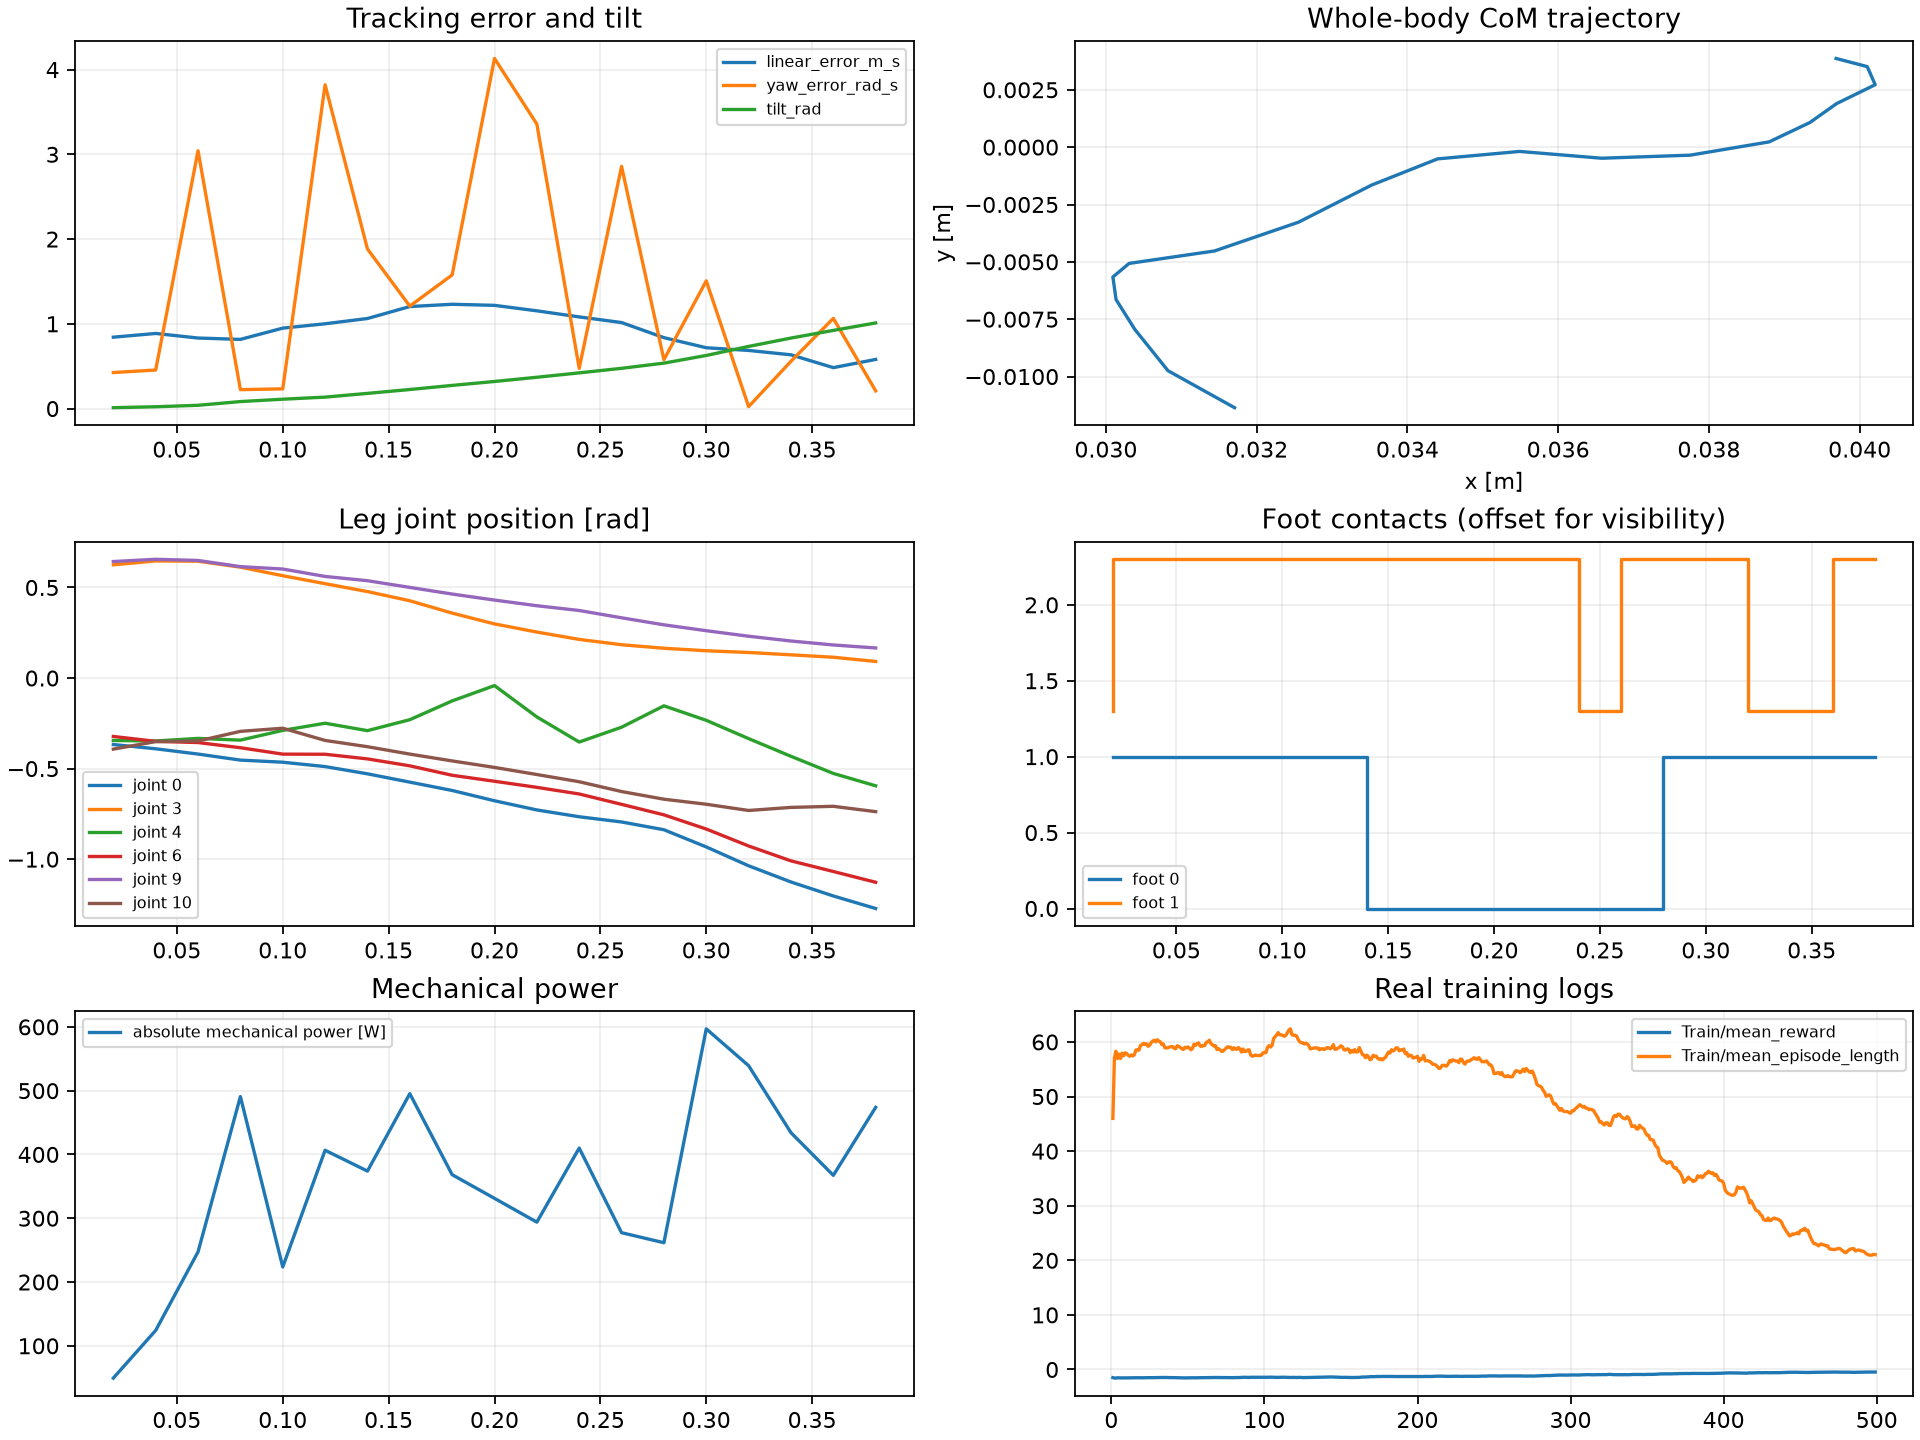 Tracking error and tilt
linear_error_m_s
yaw_error_rad_s
tilt_rad
4
3
2
1
0
0.05 0.10 0.15 0.20 0.25 0.30 0.35
Whole-body CoM trajectory
y [m]
0.0025
0.0000
−0.0025
−0.0050
−0.0075
−0.0100
0.030 0.032 0.034 0.036 0.038 0.040
x [m]
Leg joint position [rad]
0.5
0.0
−0.5
−1.0
joint 0
joint 3
joint 4
joint 6
joint 9
joint 10
0.05 0.10 0.15 0.20 0.25 0.30 0.35
Foot contacts (offset for visibility)
2.0
1.5
1.0
0.5
0.0
foot 0
foot 1
0.05 0.10 0.15 0.20 0.25 0.30 0.35
Mechanical power
absolute mechanical power [W]
600
500
400
300
200
100
0.05 0.10 0.15 0.20 0.25 0.30 0.35
Real training logs
Train/mean_reward
Train/mean_episode_length
60
50
40
30
20
10
0
0 100 200 300 400 500